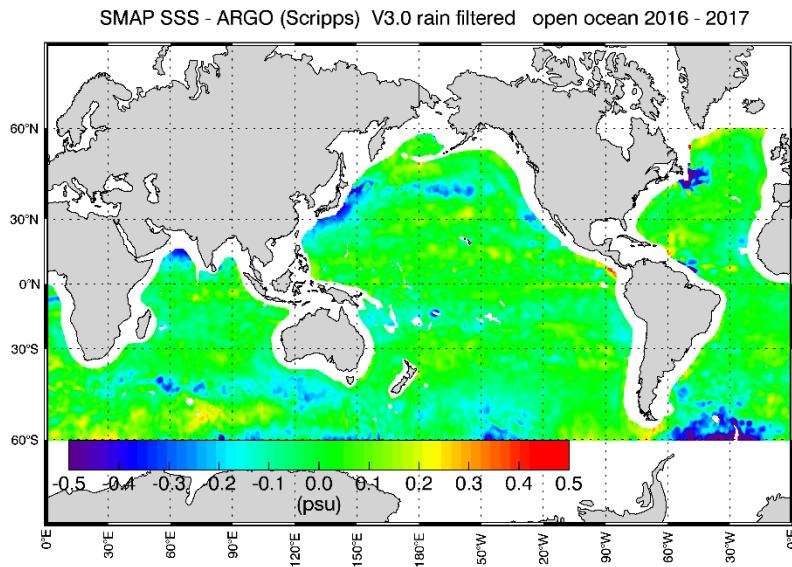 SMAP SSS - ARGO (Scripps) V3.0 rain filtered open ocean 2016 - 2017
60°N
30°N
0°N
30°S
60°S
-0.5 -0.4 -0.3 -0.2 -0.1 0.0 0.1 0.2 0.3 0.4 0.5
(psu)
0°E 30°E 60°E 90°E 120°E 150°E 180°E 150°W 120°W 90°W 60°W 30°W 0°E